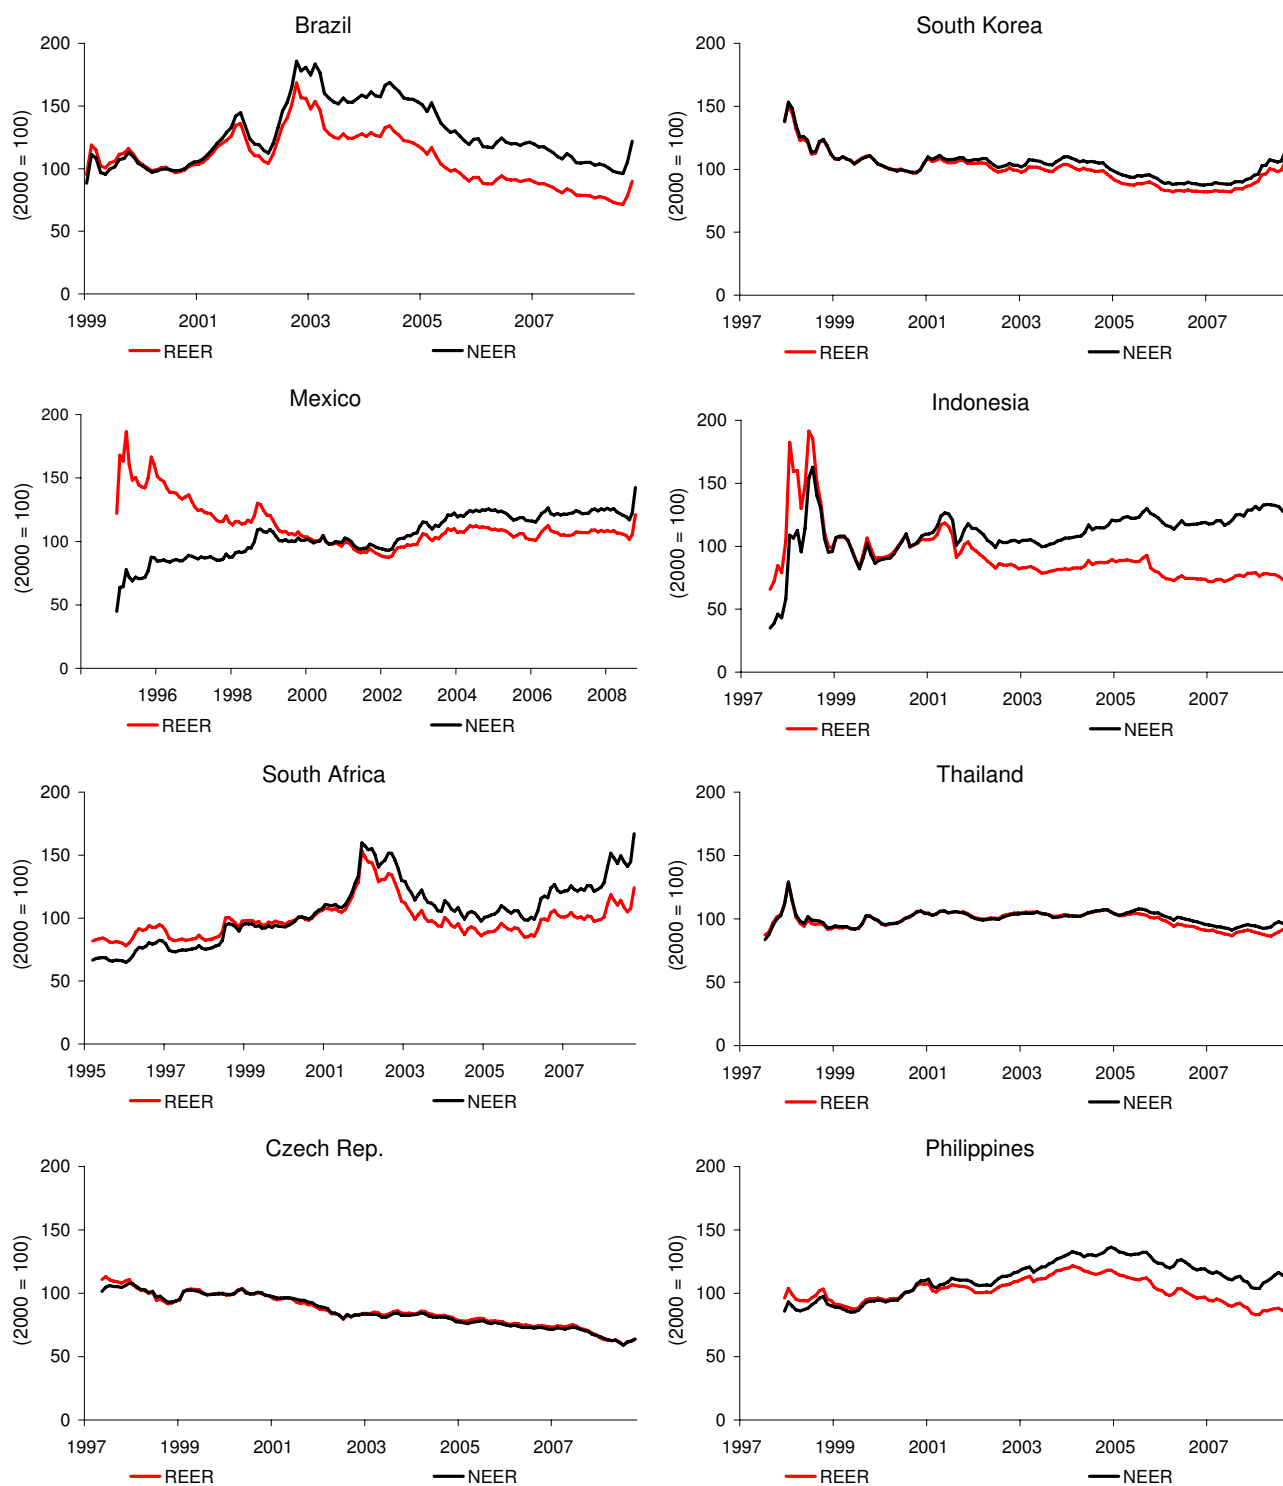 Brazil
(2000 = 100)
200
150
100
50
0
1999 2001 2003 2005 2007
REER NEER
South Korea
(2000 = 100)
200
150
100
50
0
1997 1999 2001 2003 2005 2007
REER NEER
Mexico
(2000 = 100)
200
150
100
50
0
1996 1998 2000 2002 2004 2006 2008
REER NEER
Indonesia
(2000 = 100)
200
150
100
50
0
1997 1999 2001 2003 2005 2007
REER NEER
South Africa
(2000 = 100)
200
150
100
50
0
1995 1997 1999 2001 2003 2005 2007
REER NEER
Thailand
(2000 = 100)
200
150
100
50
0
1997 1999 2001 2003 2005 2007
REER NEER
Czech Rep.
(2000 = 100)
200
150
100
50
0
1997 1999 2001 2003 2005 2007
REER NEER
Philippines
(2000 = 100)
200
150
100
50
0
1997 1999 2001 2003 2005 2007
REER NEER